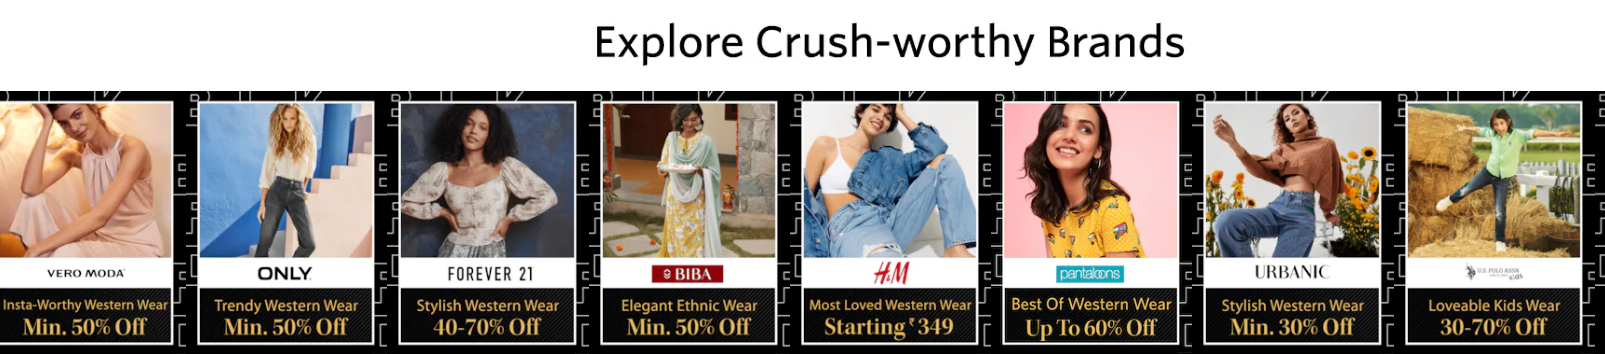 Explore Crush-worthy Brands
VERO MODA
Insta-Worthy Western Wear
Min. 50% Off
ONLY
Trendy Western Wear
Min. 50% Off
FOREVER 21
Stylish Western Wear
40-70% Off
BIBA
Elegant Ethnic Wear
Min. 50% Off
H&M
Most Loved Western Wear
Starting ₹349
pantaloons
Best Of Western Wear
Up To 60% Off
URBANIC
Stylish Western Wear
Min. 30% Off
U.S. POLO ASSN.
kids
Loveable Kids Wear
30-70% Off